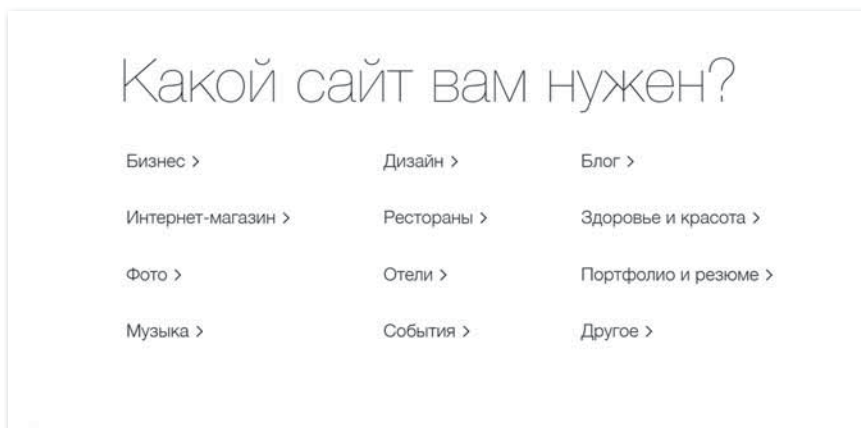 Какой сайт вам нужен?
Бизнес >
Дизайн >
Блог >
Интернет-магазин >
Рестораны >
Здоровье и красота >
Фото >
Отели >
Портфолио и резюме >
Музыка >
События >
Другое >